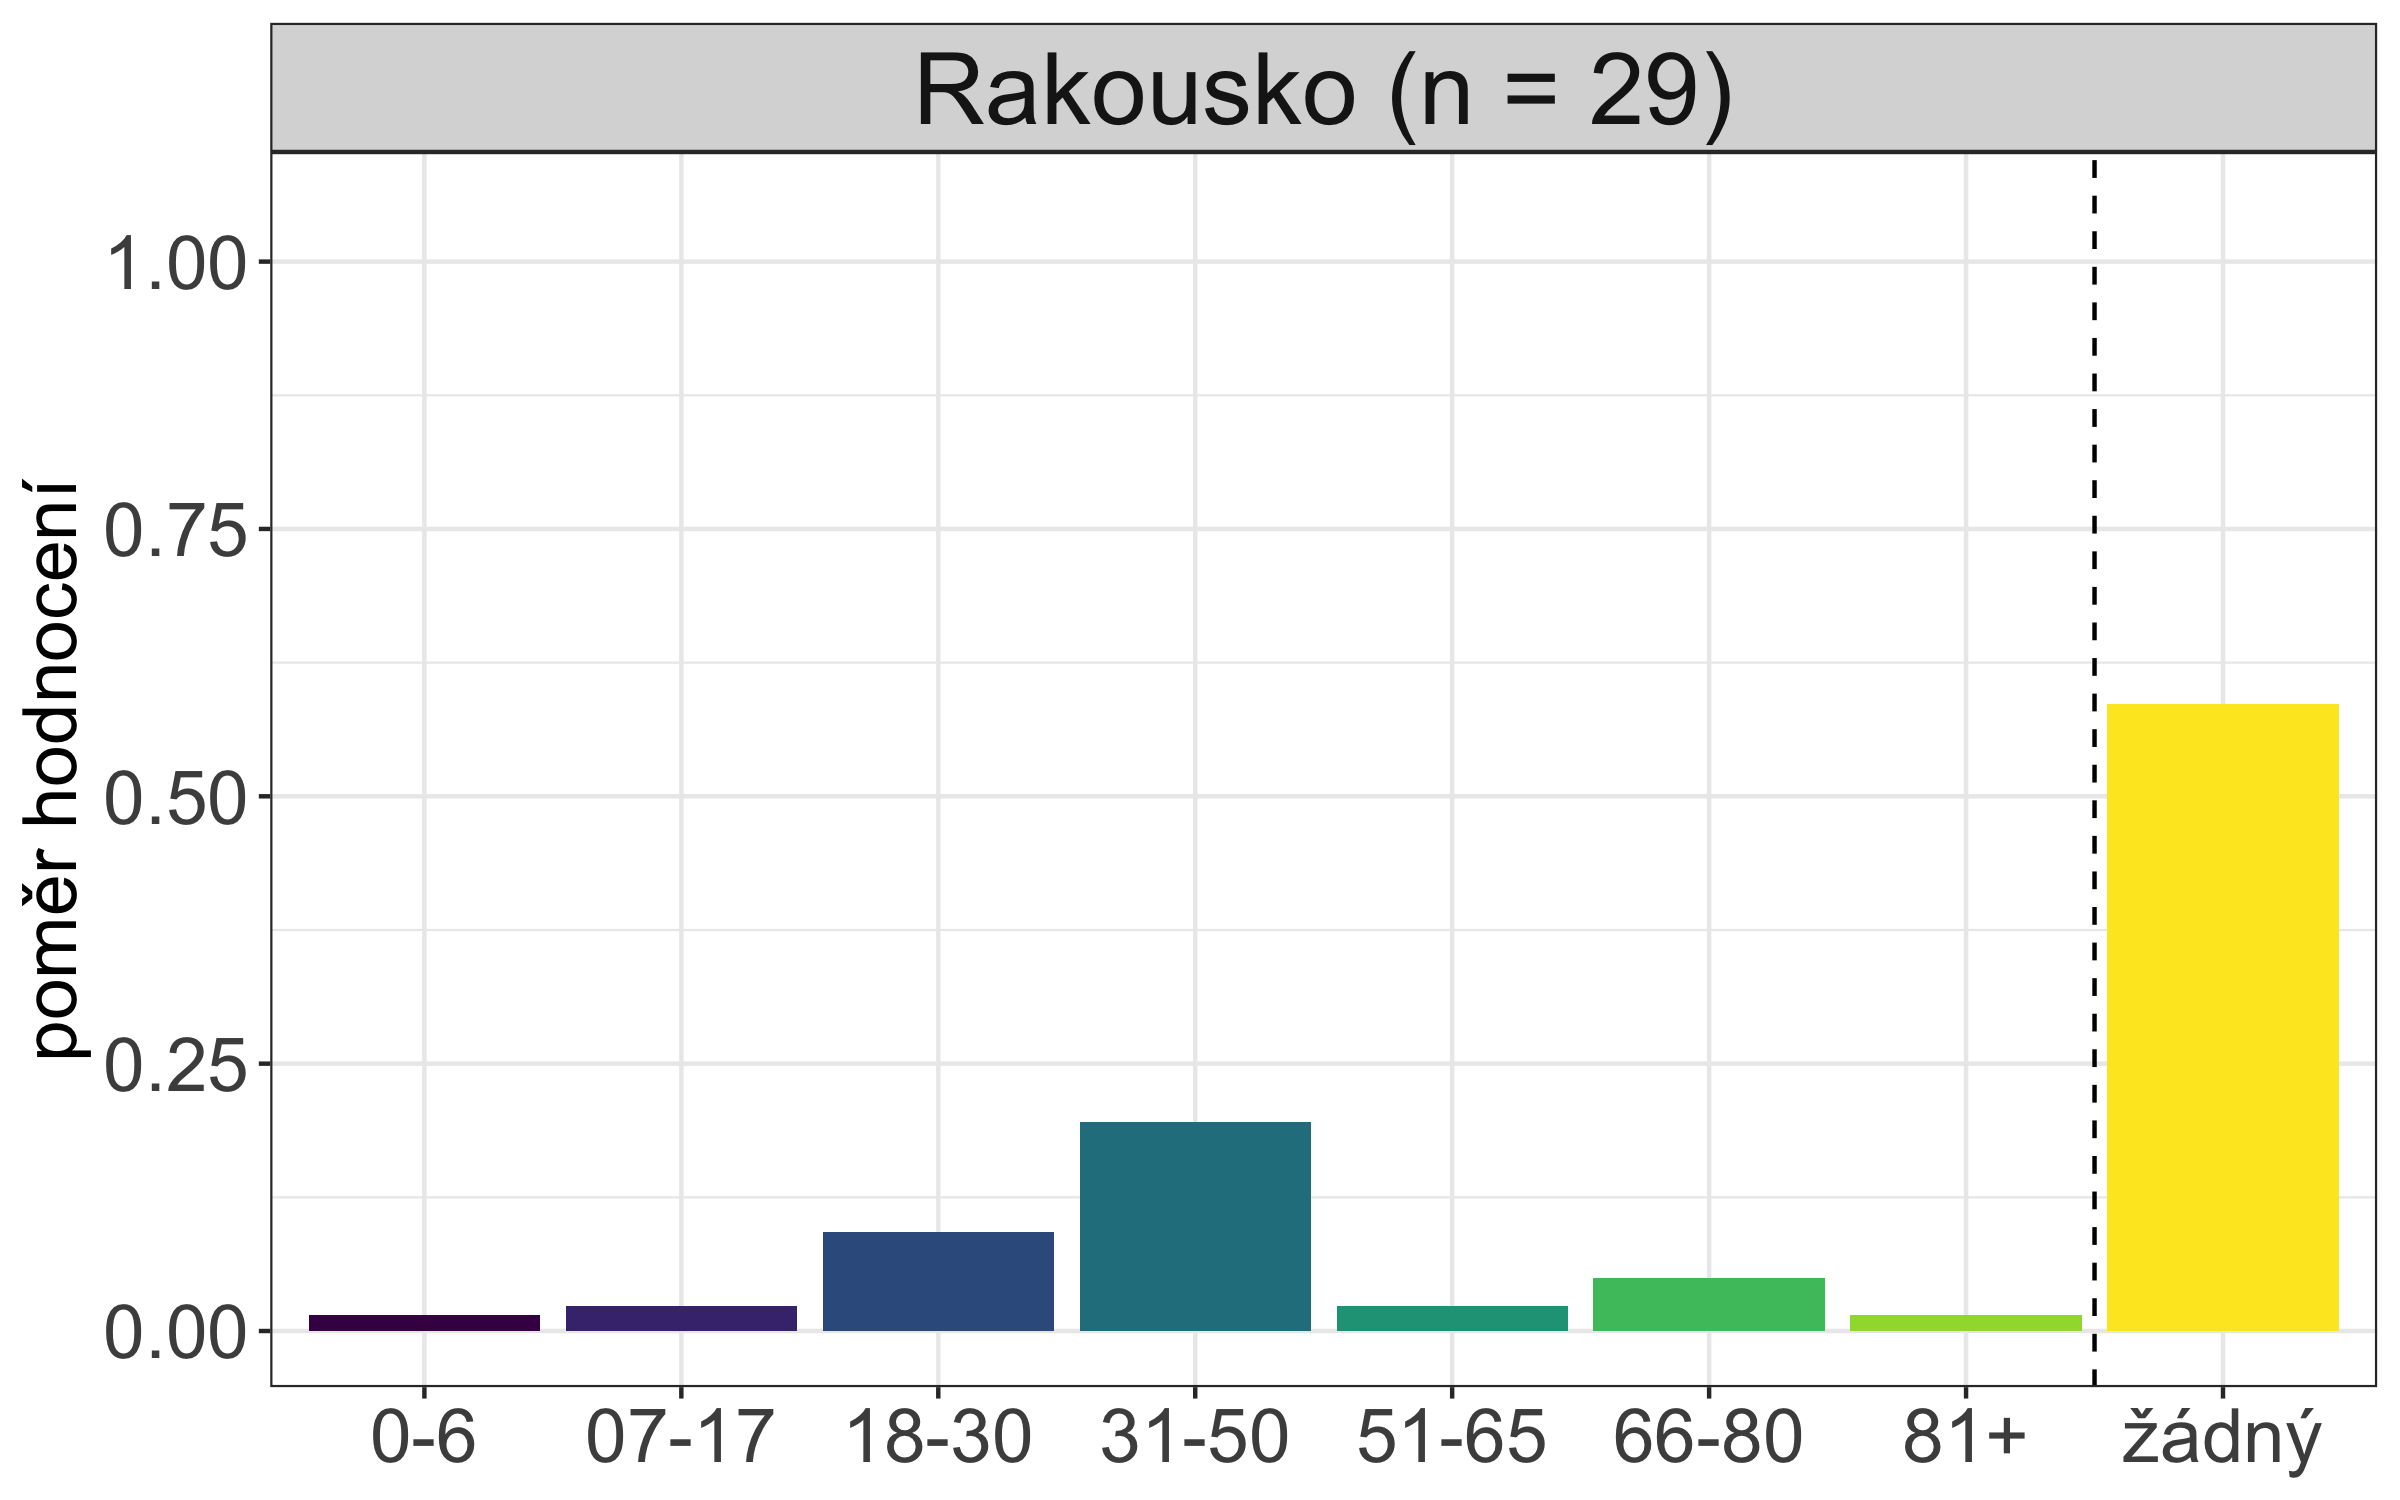 Rakousko (n = 29)
poměr hodnocení
1.00
0.75
0.50
0.25
0.00
0-6 07-17 18-30 31-50 51-65 66-80 81+ žádný